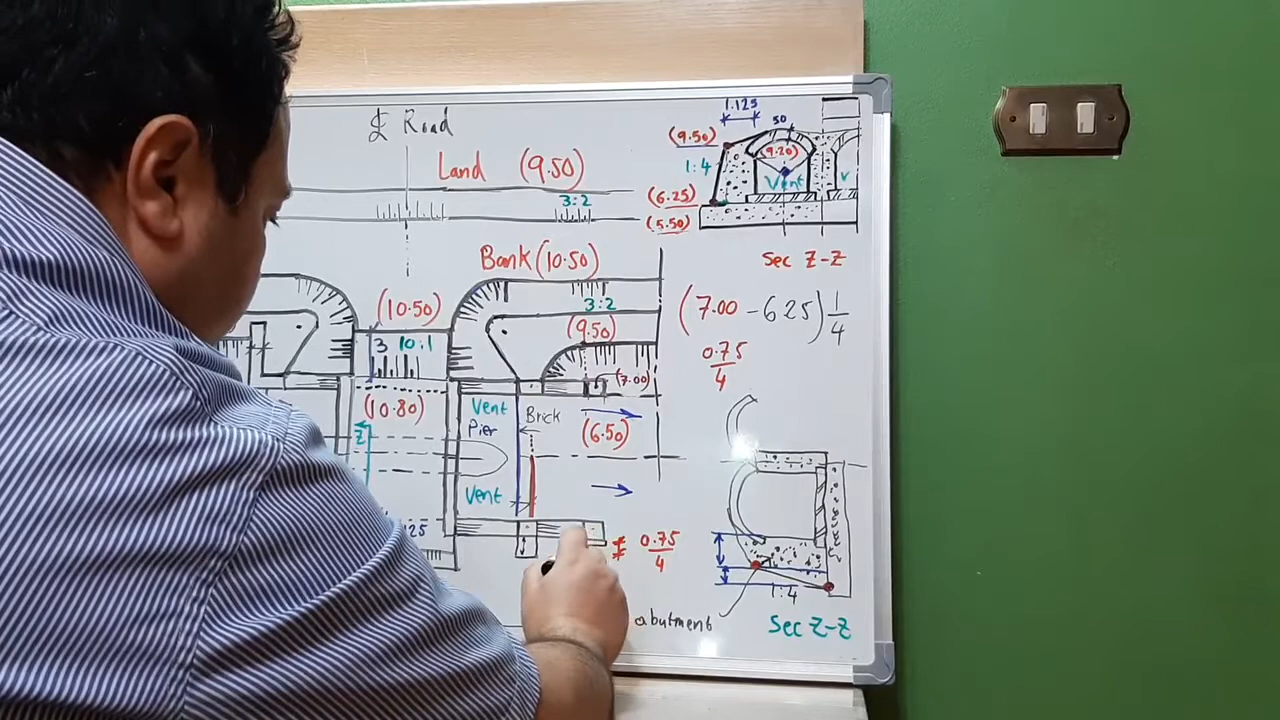 ℄ Road
Land (9.50)
3:2
Bank (10.50)
3:2
(9.50)
(7.00)
(10.50)
3 10:1
(10.80)
Z
Vent
Pier
Brick
Vent
(6.50)
25
0.75
4
1.125
50
(9.50)
1:4
(9.20)
Vent
V
(6.25)
(5.50)
Sec Z-Z
(7.00 - 6.25) 1/4
0.75
4
1:4
abutment
Sec Z-Z